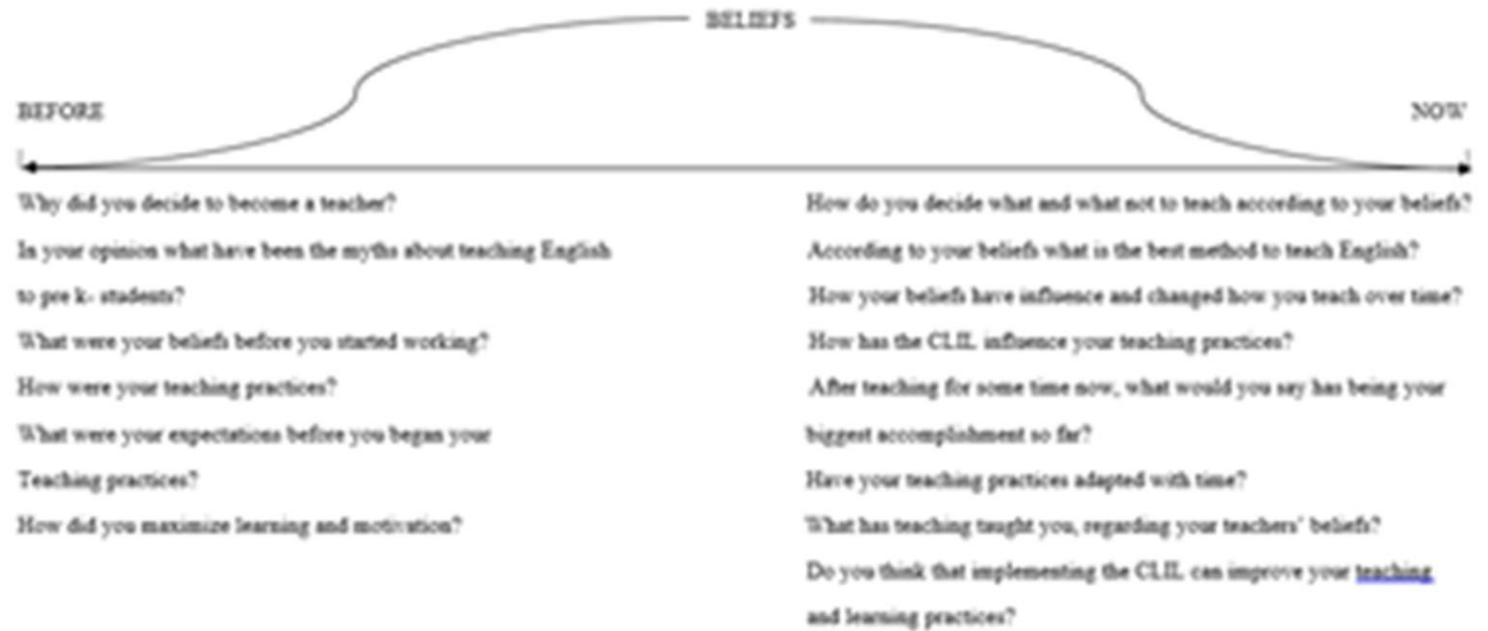 BELIEFS
BEFORE
NOW
Why did you decide to become a teacher?
In your opinion what have been the myths about teaching English
to pre k- students?
What were your beliefs before you started working?
How were your teaching practices?
What were your expectations before you began your
Teaching practices?
How did you maximize learning and motivation?
How do you decide what and what not to teach according to your beliefs?
According to your beliefs what is the best method to teach English?
How your beliefs have influence and changed how you teach over time?
How has the CLIL influence your teaching practices?
After teaching for some time now, what would you say has being your
biggest accomplishment so far?
Have your teaching practices adapted with time?
What has teaching taught you, regarding your teachers' beliefs?
Do you think that implementing the CLIL can improve your teaching
and learning practices?